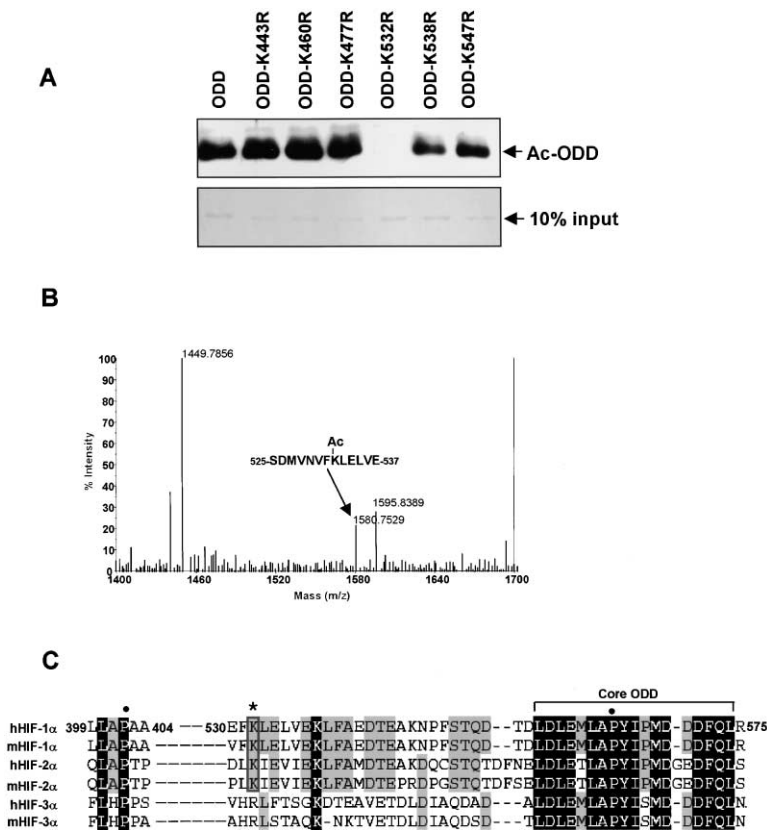 A
ODD
ODD-K443R
ODD-K460R
ODD-K477R
ODD-K532R
ODD-K538R
ODD-K547R
Ac-ODD
10% input
B
% Intensity
100
90
80
70
60
50
40
30
20
10
0
1449.7856
Ac
525-SDMVNVFKLELVE-537
1595.8389
1580.7529
1400 1460 1520 1580 1640 1700
Mass (m/z)
C
Core ODD
• * •
hHIF-1α 399 LLAPAA 404 ---- 530 EFKLELVEKLFAEDTEAKNPFSTQD--TDLDLEMLAPYIPMD-DDFQLR 575
mHIF-1α LLAPAA ------ VFKLELVEKLFAEDTEAKNPFSTQD--TDLDLEMLAPYIPMD-DDFQLR
hHIF-2α QLAPTP ------ DLKIEVIEKLFAMDTEAKDQCSTQTDFNELDLETLAPYIPMDGEDFQLS
mHIF-2α QLAPTP ------ PLKIEVIEKLFAMDTEPRDPGSTQTDFSELDLETLAPYIPMDGEDFQLS
hHIF-3α FLHPPS ------ VHRLFTSGKDTEAVETDLDIAQDAD--ALDLEMLAPYISMD-DDFQLN
mHIF-3α FLHPPA ------ AHRLSTAQK-NKTVETDLDIAQDSD--TLDLEMLAPYISMD-DDFQLN